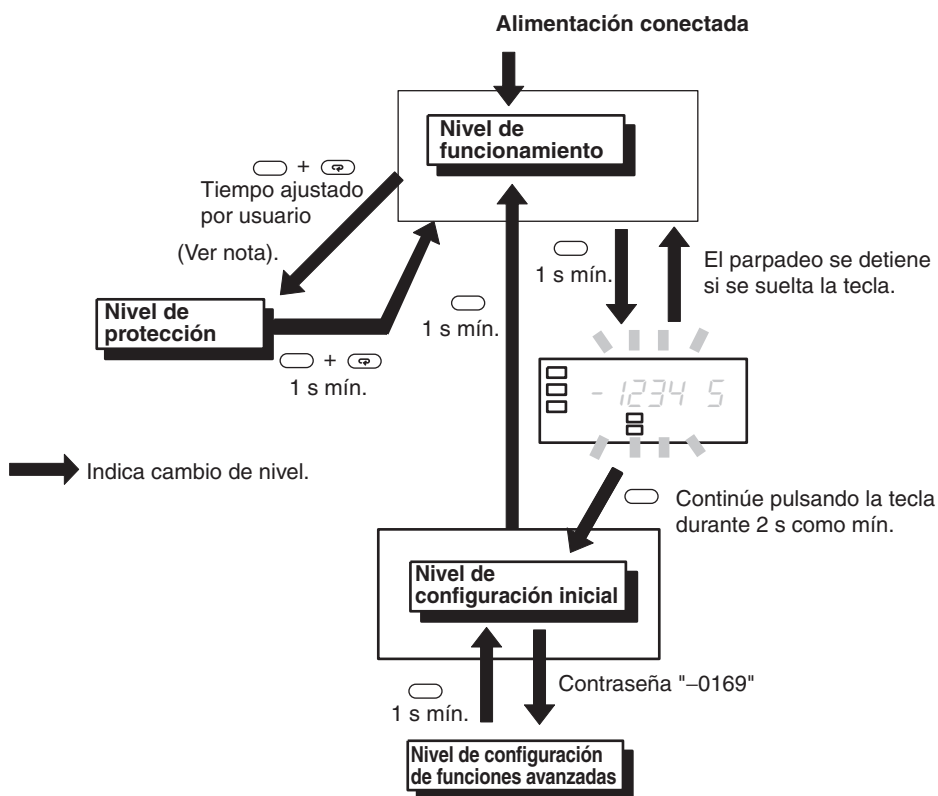 Alimentación conectada
Nivel de
funcionamiento
+
Tiempo ajustado
por usuario
(Ver nota).
1 s mín.
El parpadeo se detiene
si se suelta la tecla.
Nivel de
protección
1 s mín.
+
1 s mín.
-1234 5
Indica cambio de nivel.
Continúe pulsando la tecla
durante 2 s como mín.
Nivel de
configuración inicial
Contraseña "–0169"
1 s mín.
Nivel de configuración
de funciones avanzadas